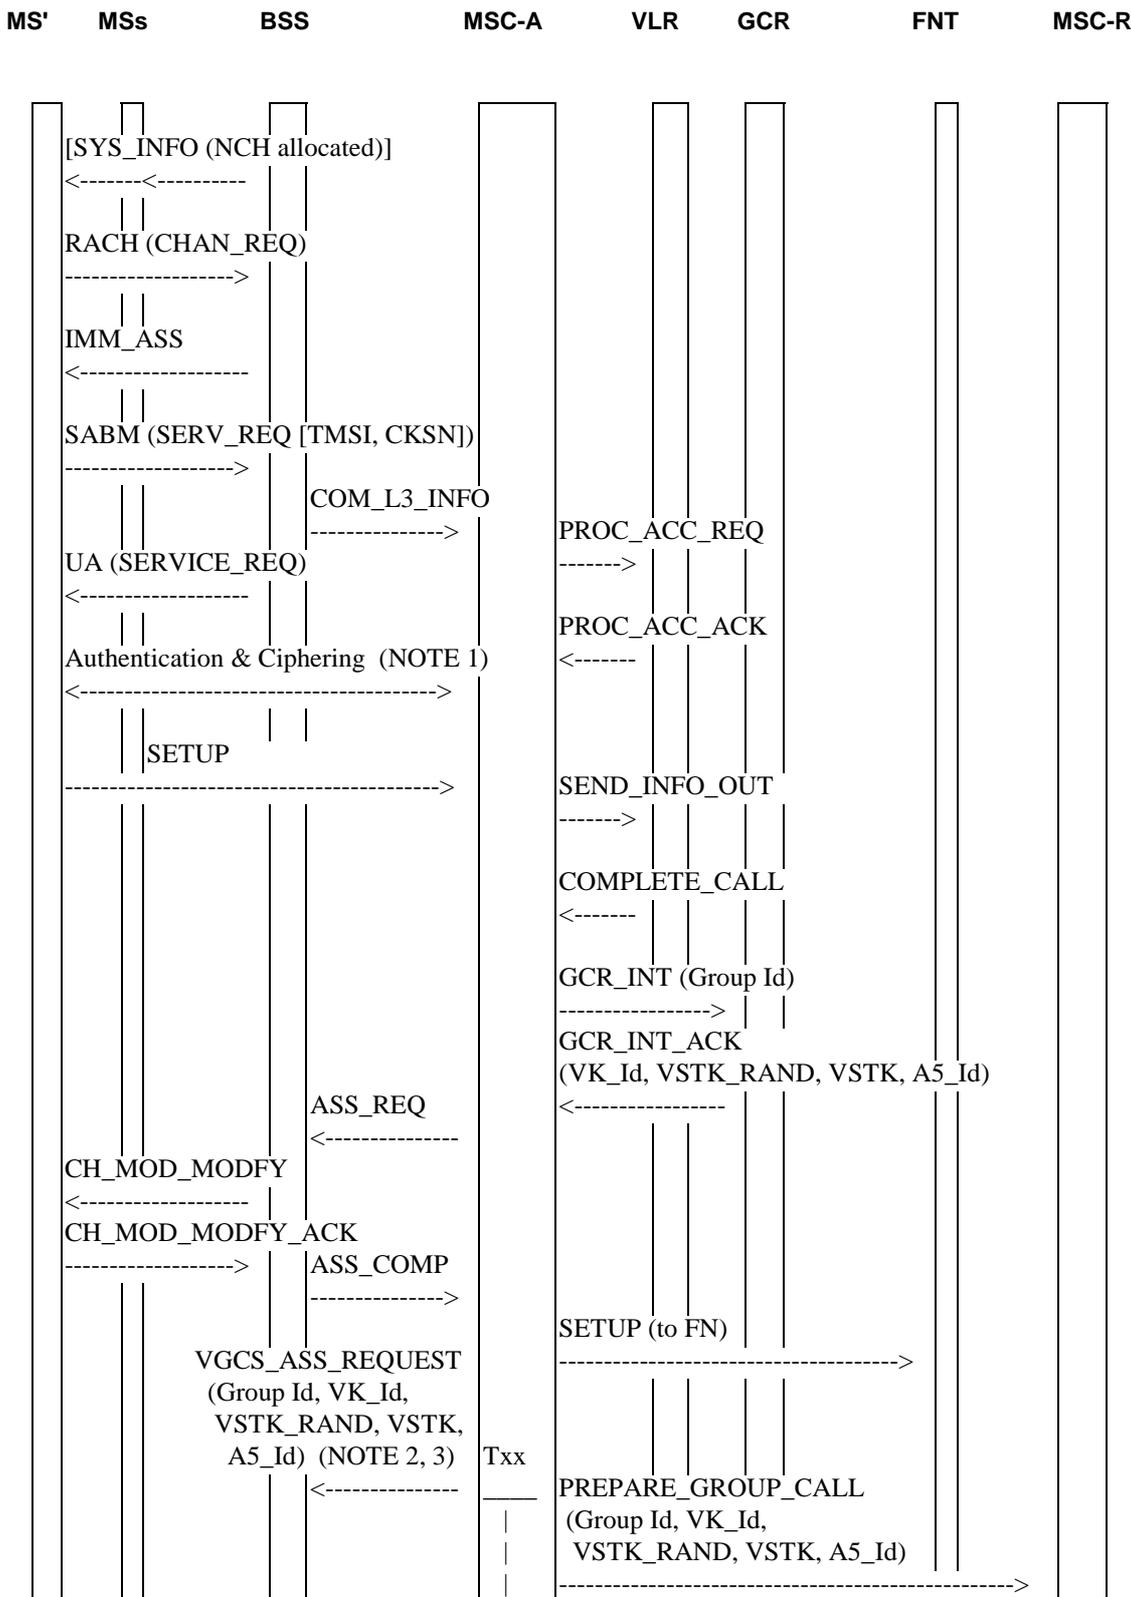 MS' MSs BSS MSC-A VLR GCR FNT MSC-R
[SYS_INFO (NCH allocated)]
<-------<----------
RACH (CHAN_REQ)
------------------->
IMM_ASS
<-------------------
SABM (SERV_REQ [TMSI, CKSN])
------------------->
COM_L3_INFO
--------------->
PROC_ACC_REQ
------->
UA (SERVICE_REQ)
<-------------------
PROC_ACC_ACK
<-------
Authentication & Ciphering (NOTE 1)
<---------------------------------------->
SETUP
------------------------------------------>
SEND_INFO_OUT
------->
COMPLETE_CALL
<-------
GCR_INT (Group Id)
----------------->
GCR_INT_ACK
(VK_Id, VSTK_RAND, VSTK, A5_Id)
<-----------------
ASS_REQ
<---------------
CH_MOD_MODFY
<-------------------
CH_MOD_MODFY_ACK
------------------->
ASS_COMP
--------------->
SETUP (to FN)
-------------------------------------->
VGCS_ASS_REQUEST
(Group Id, VK_Id,
VSTK_RAND, VSTK,
A5_Id) (NOTE 2, 3)
<---------------
Txx
____
PREPARE_GROUP_CALL
(Group Id, VK_Id,
VSTK_RAND, VSTK, A5_Id)
--------------------------------------------------->